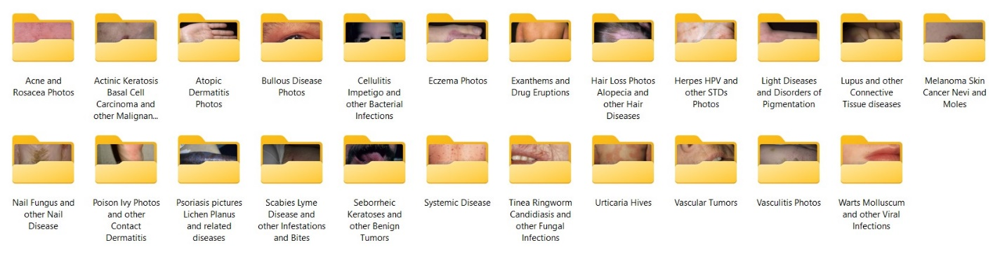 Acne and
Rosacea Photos
Actinic Keratosis
Basal Cell
Carcinoma and
other Malignan...
Atopic
Dermatitis
Photos
Bullous Disease
Photos
Cellulitis
Impetigo and
other Bacterial
Infections
Eczema Photos
Exanthems and
Drug Eruptions
Hair Loss Photos
Alopecia and
other Hair
Diseases
Herpes HPV and
other STDs
Photos
Light Diseases
and Disorders of
Pigmentation
Lupus and other
Connective
Tissue diseases
Melanoma Skin
Cancer Nevi and
Moles
Nail Fungus and
other Nail
Disease
Poison Ivy Photos
and other
Contact
Dermatitis
Psoriasis pictures
Lichen Planus
and related
diseases
Scabies Lyme
Disease and
other Infestations
and Bites
Seborrheic
Keratoses and
other Benign
Tumors
Systemic Disease
Tinea Ringworm
Candidiasis and
other Fungal
Infections
Urticaria Hives
Vascular Tumors
Vasculitis Photos
Warts Molluscum
and other Viral
Infections